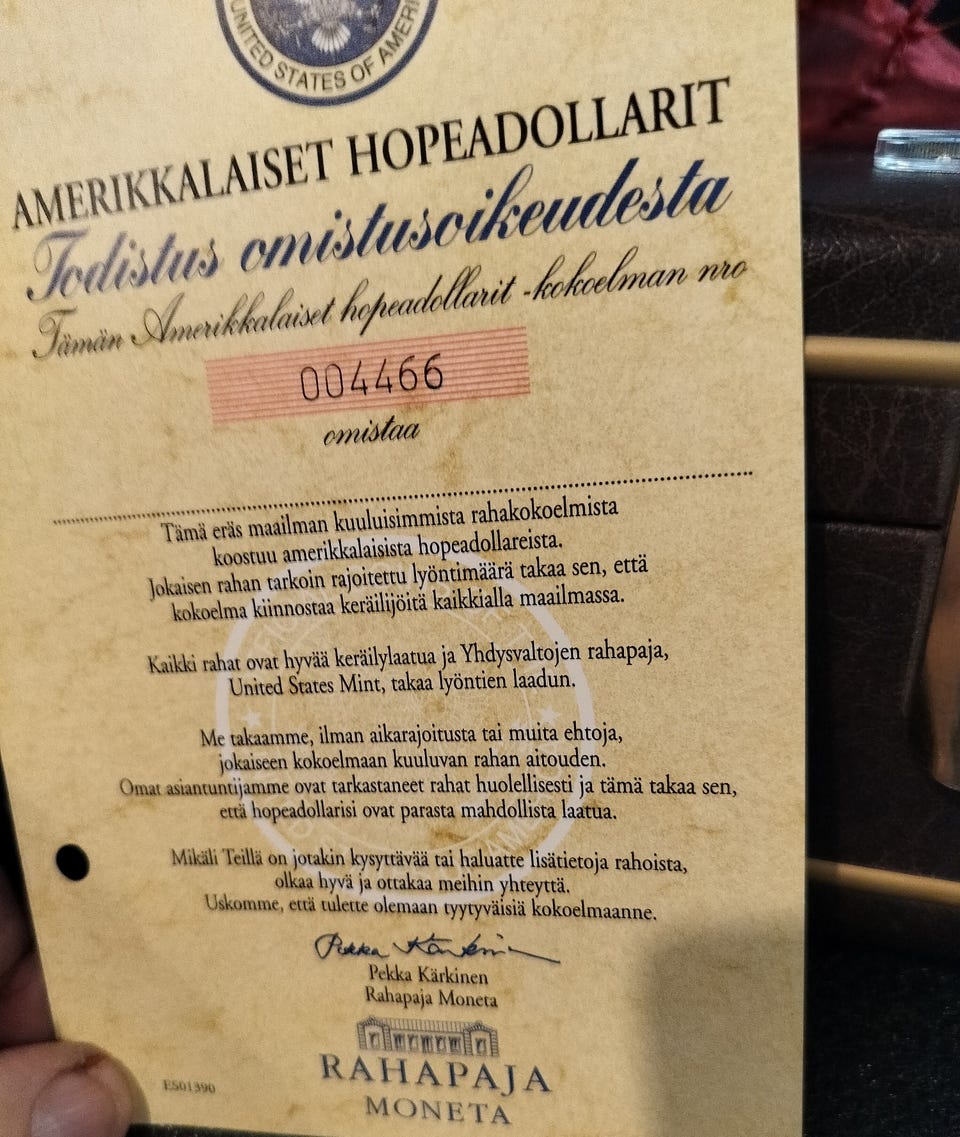 UNITED STATES OF AMERI
AMERIKKALAISET HOPEADOLLARIT
Todistus omistusoikeudesta
Tämän Amerikkalaiset hopeadollarit -kokoelman nro
004466
omistaa
Tämä eräs maailman kuuluisimmista rahakokoelmista
koostuu amerikkalaisista hopeadollareista.
Jokaisen rahan tarkoin rajoitettu lyöntimäärä takaa sen, että
kokoelma kiinnostaa keräilijöitä kaikkialla maailmassa.
Kaikki rahat ovat hyvää keräilylaatua ja Yhdysvaltojen rahapaja,
United States Mint, takaa lyöntien laadun.
Me takaamme, ilman aikarajoitusta tai muita ehtoja,
jokaiseen kokoelmaan kuuluvan rahan aitouden.
Omat asiantuntijamme ovat tarkastaneet rahat huolellisesti ja tämä takaa sen,
että hopeadollarisi ovat parasta mahdollista laatua.
Mikäli Teillä on jotakin kysyttävää tai haluatte lisätietoja rahoista,
olkaa hyvä ja ottakaa meihin yhteyttä.
Uskomme, että tulette olemaan tyytyväisiä kokoelmaanne.
Pekka Kärkinen
Pekka Kärkinen
Rahapaja Moneta
RAHAPAJA
MONETA
ES01390